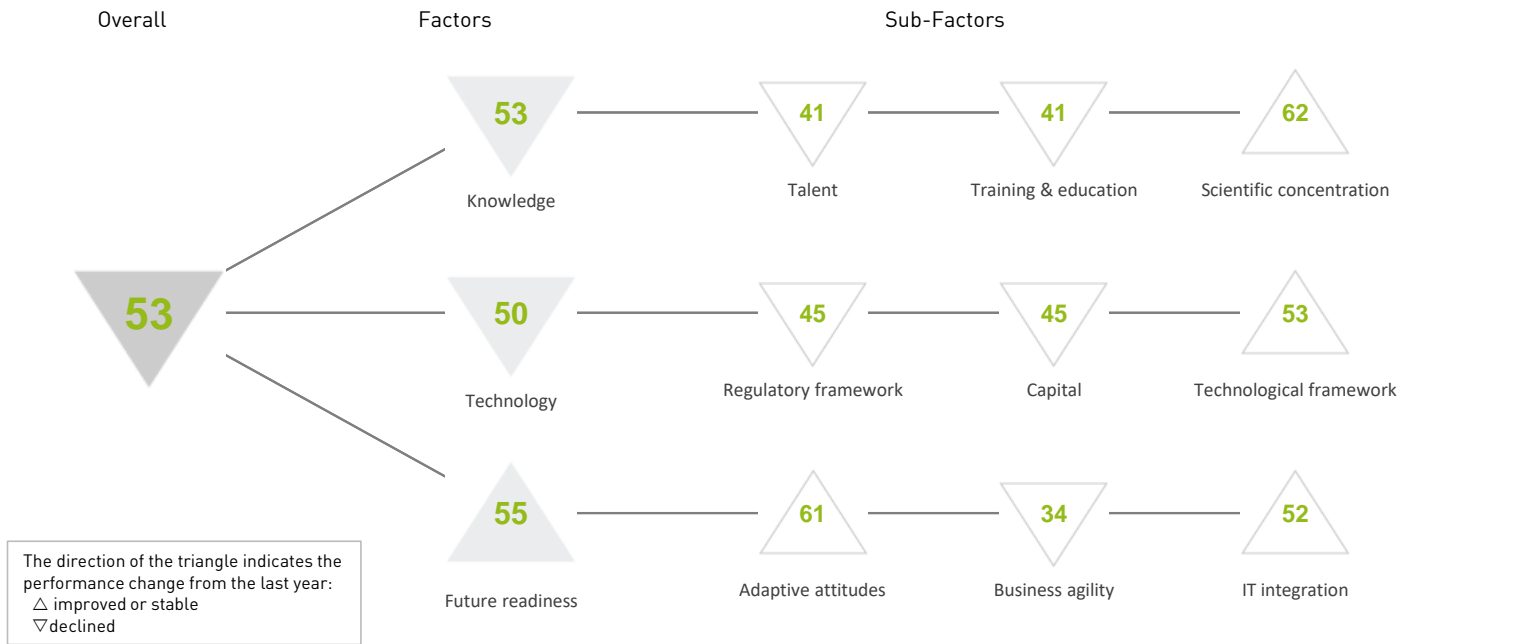 Overall
Factors
Sub-Factors
53
Knowledge
41
Talent
41
Training & education
62
Scientific concentration
53
50
Technology
45
Regulatory framework
45
Capital
53
Technological framework
55
Future readiness
61
Adaptive attitudes
34
Business agility
52
IT integration
The direction of the triangle indicates the
performance change from the last year:
△ improved or stable
▽declined